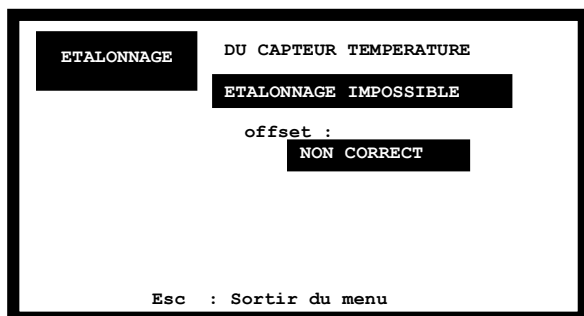 ETALONNAGE DU CAPTEUR TEMPERATURE
ETALONNAGE IMPOSSIBLE
offset :
NON CORRECT
Esc : Sortir du menu